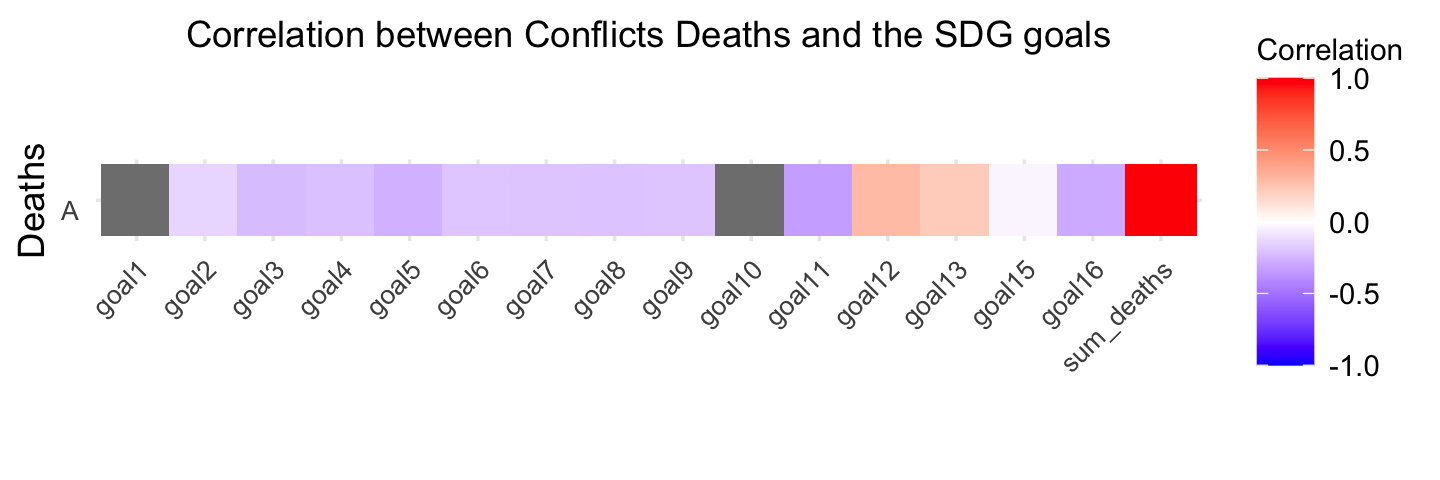 Correlation between Conflicts Deaths and the SDG goals
Correlation
1.0
0.5
0.0
-0.5
-1.0
Deaths
A
goal1
goal2
goal3
goal4
goal5
goal6
goal7
goal8
goal9
goal10
goal11
goal12
goal13
goal15
goal16
sum_deaths